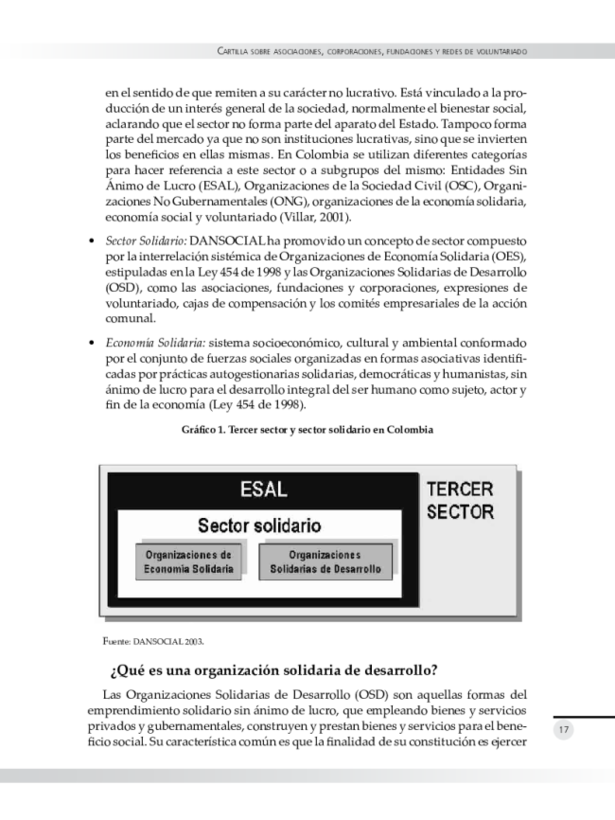 CARTILLA SOBRE ASOCIACIONES, CORPORACIONES, FUNDACIONES Y REDES DE VOLUNTARIADO
en el sentido de que remiten a su carácter no lucrativo. Está vinculado a la pro-
ducción de un interés general de la sociedad, normalmente el bienestar social,
aclarando que el sector no forma parte del aparato del Estado. Tampoco forma
parte del mercado ya que no son instituciones lucrativas, sino que se invierten
los beneficios en ellas mismas. En Colombia se utilizan diferentes categorías
para hacer referencia a este sector o a subgrupos del mismo: Entidades Sin
Ánimo de Lucro (ESAL), Organizaciones de la Sociedad Civil (OSC), Organi-
zaciones No Gubernamentales (ONG), organizaciones de la economía solidaria,
economía social y voluntariado (Villar, 2001).
• Sector Solidario: DANSOCIAL ha promovido un concepto de sector compuesto
por la interrelación sistémica de Organizaciones de Economía Solidaria (OES),
estipuladas en la Ley 454 de 1998 y las Organizaciones Solidarias de Desarrollo
(OSD), como las asociaciones, fundaciones y corporaciones, expresiones de
voluntariado, cajas de compensación y los comités empresariales de la acción
comunal.
• Economía Solidaria: sistema socioeconómico, cultural y ambiental conformado
por el conjunto de fuerzas sociales organizadas en formas asociativas identifi-
cadas por prácticas autogestionarias solidarias, democráticas y humanistas, sin
ánimo de lucro para el desarrollo integral del ser humano como sujeto, actor y
fin de la economía (Ley 454 de 1998).
Gráfico 1. Tercer sector y sector solidario en Colombia
ESAL
TERCER
SECTOR
Sector solidario
Organizaciones de
Economía Solidaria
Organizaciones
Solidarias de Desarrollo
Fuente: DANSOCIAL 2003.
¿Qué es una organización solidaria de desarrollo?
Las Organizaciones Solidarias de Desarrollo (OSD) son aquellas formas del
emprendimiento solidario sin ánimo de lucro, que empleando bienes y servicios
privados y gubernamentales, construyen y prestan bienes y servicios para el bene-
ficio social. Su característica común es que la finalidad de su constitución es ejercer
17